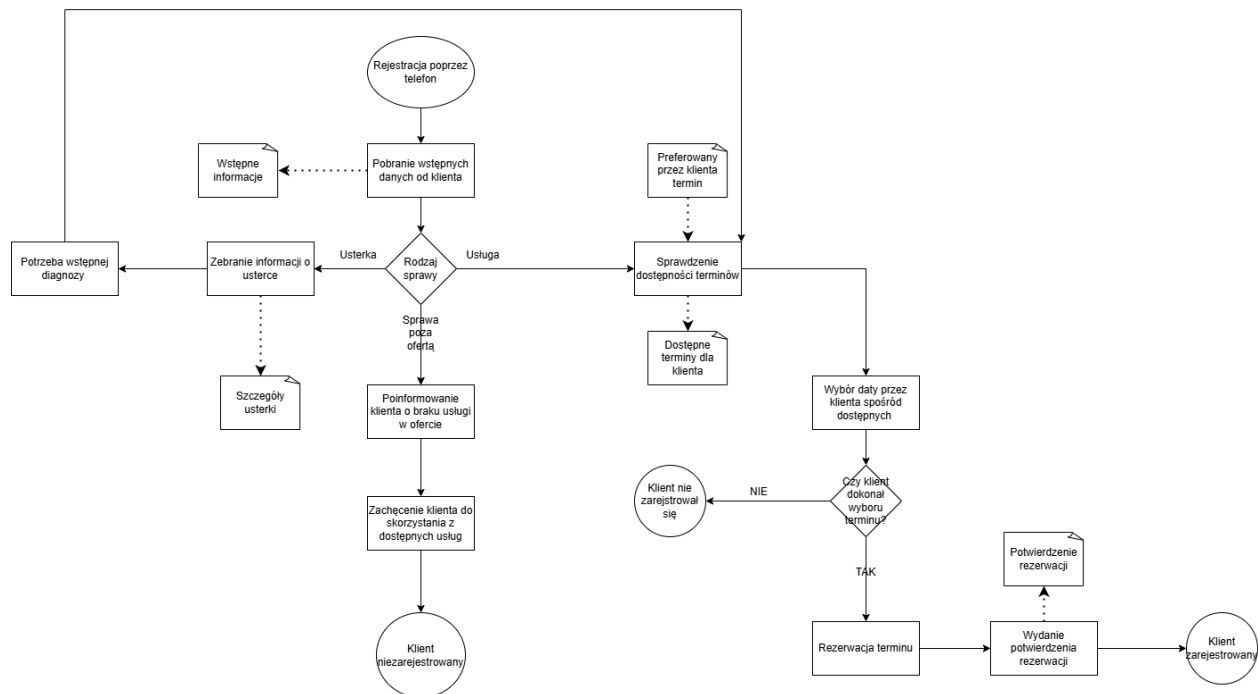 Rejestracja poprzez
telefon
Wstępne
informacje
Pobranie wstępnych
danych od klienta
Preferowany
przez klienta
termin
Potrzeba wstępnej
diagnozy
Zebranie informacji o
usterce
Usterka
Rodzaj
sprawy
Usługa
Sprawdzenie
dostępności terminów
Sprawa
poza
ofertą
Dostępne
terminy dla
klienta
Szczegóły
usterki
Poinformowanie
klienta o braku usługi
w ofercie
Wybór daty przez
klienta spośród
dostępnych
Zachęcenie klienta do
skorzystania z
dostępnych usług
Klient nie
zarejstrował
się
NIE
Czy klient
dokonał
wyboru
terminu?
TAK
Potwierdzenie
rezerwacji
Klient
niezarejestrowany
Rezerwacja terminu
Wydanie
potwierdzenia
rezerwacji
Klient
zarejestrowany